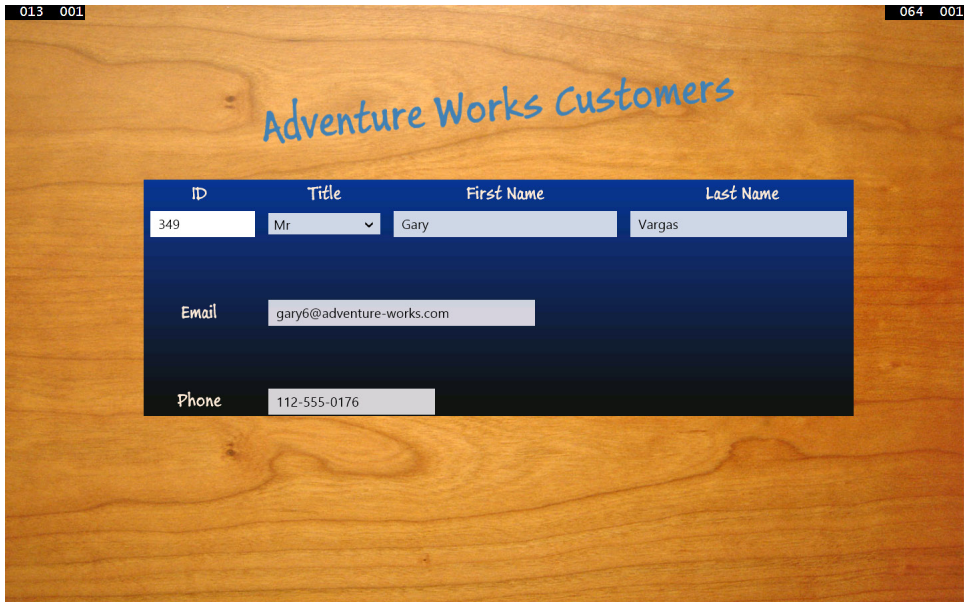 013 001 064 001
Adventure Works Customers
ID Title First Name Last Name
349 Mr Gary Vargas
Email gary6@adventure-works.com
Phone 112-555-0176